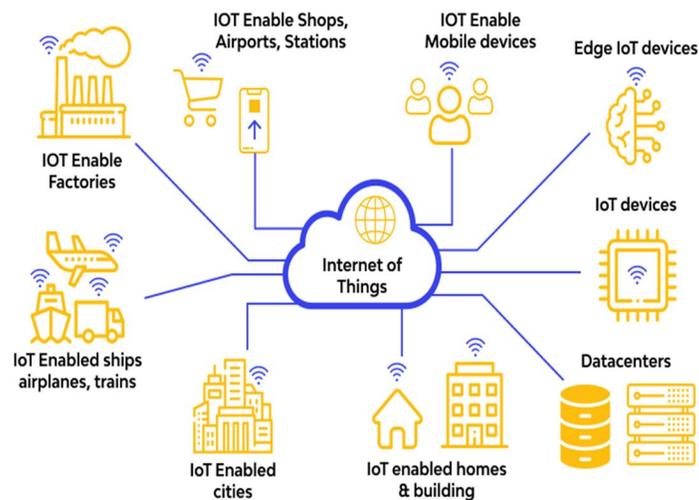 IOT Enable Shops,
Airports, Stations
IOT Enable
Mobile devices
Edge IoT devices
IOT Enable
Factories
IoT devices
Internet of
Things
IoT Enabled ships
airplanes, trains
Datacenters
IoT Enabled
cities
IoT enabled homes
& building